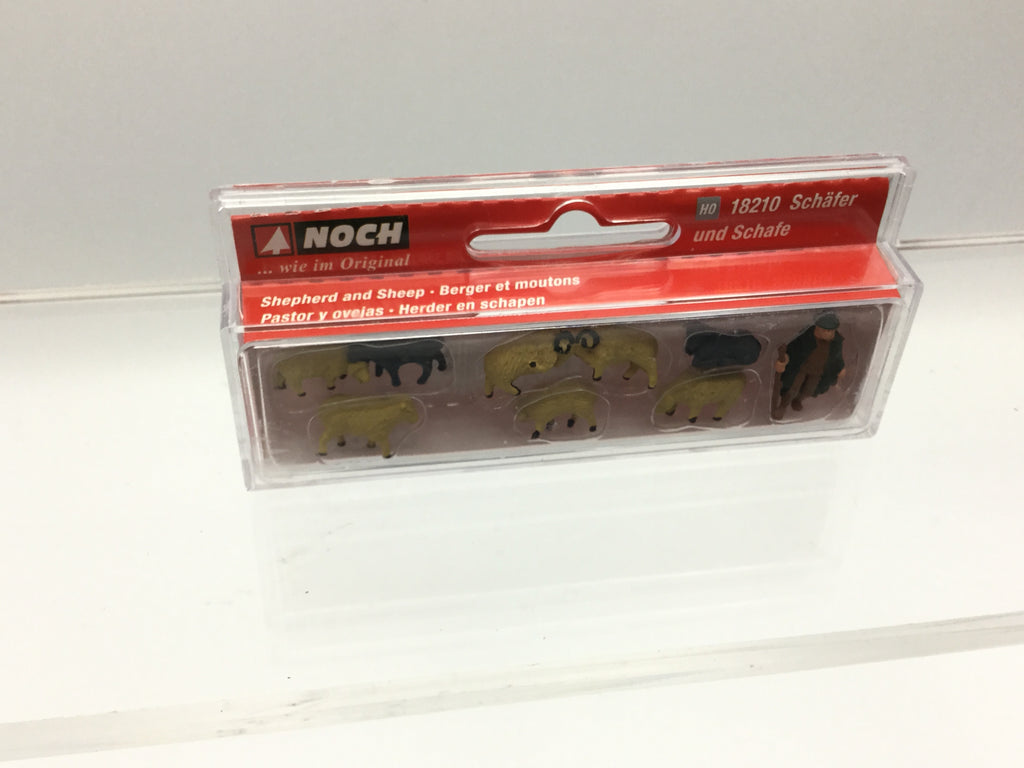 NOCH
... wie im Original
H0 18210 Schäfer
und Schafe
Shepherd and Sheep · Berger et moutons
Pastor y ovejas · Herder en schapen